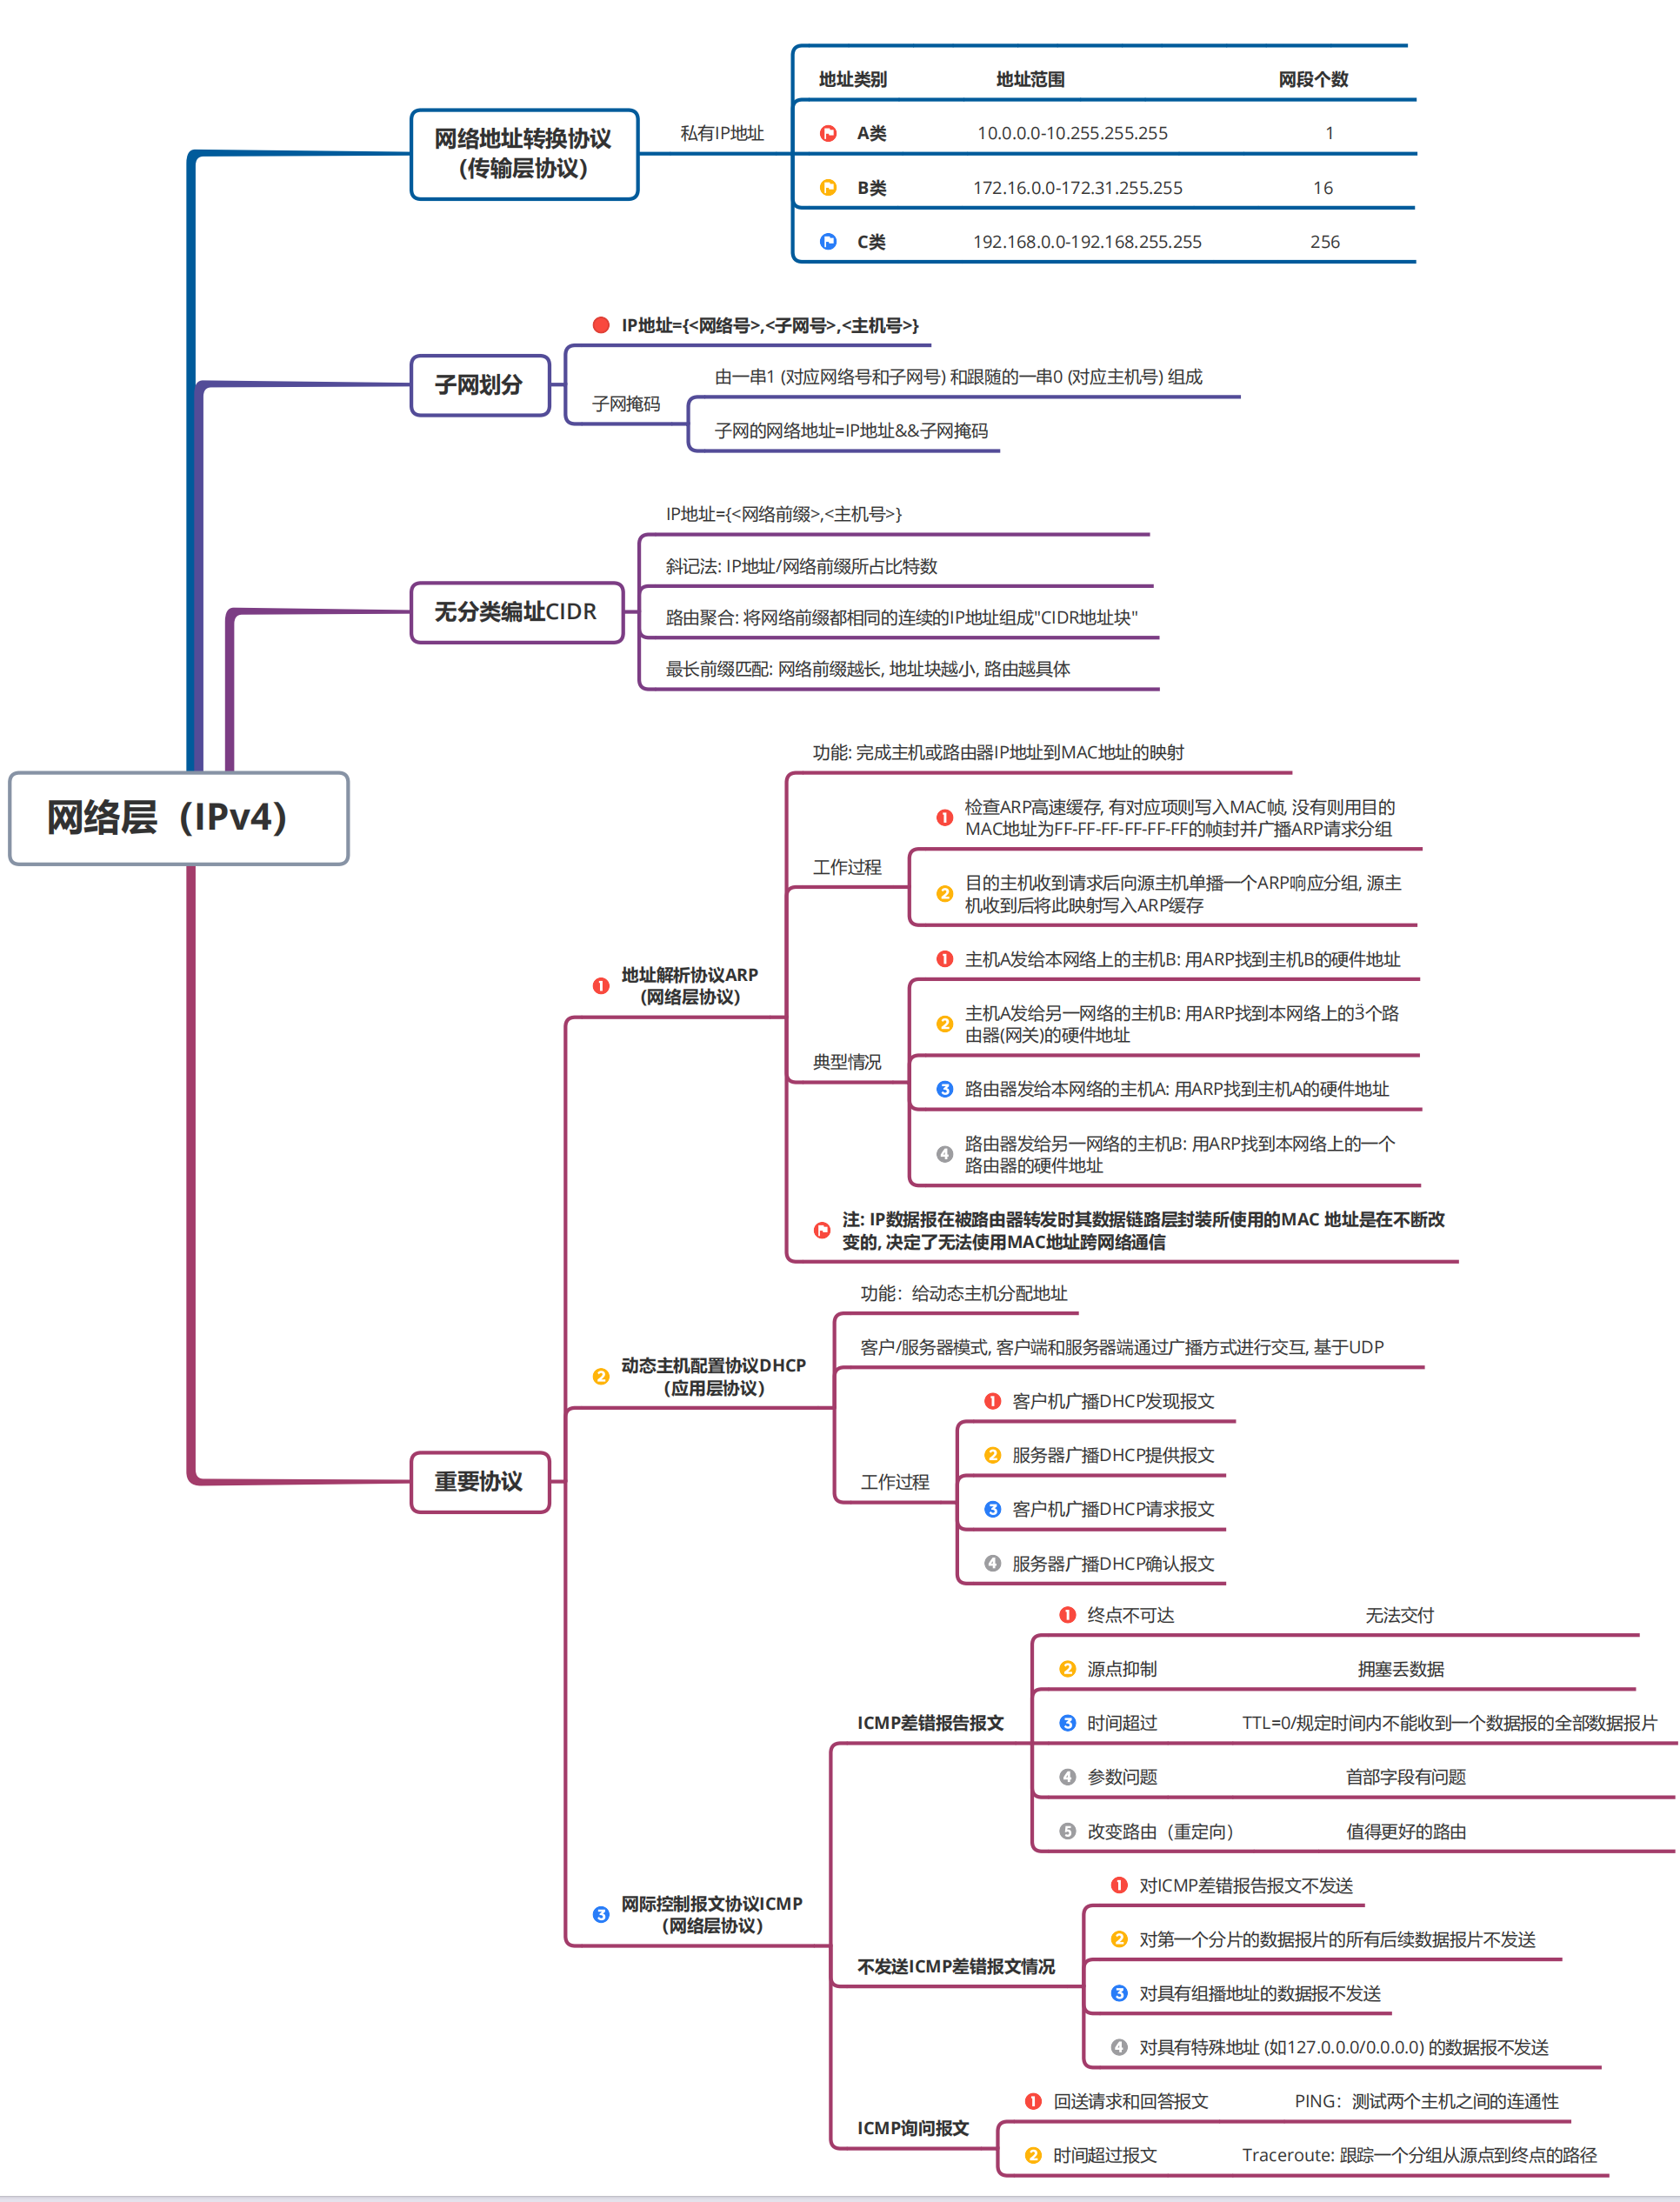 地址类别 地址范围 网段个数
网络地址转换协议
(传输层协议)
私有IP地址
A类 10.0.0.0-10.255.255.255 1
B类 172.16.0.0-172.31.255.255 16
C类 192.168.0.0-192.168.255.255 256
IP地址={<网络号>,<子网号>,<主机号>}
子网划分
子网掩码
由一串1 (对应网络号和子网号) 和跟随的一串0 (对应主机号) 组成
子网的网络地址=IP地址&&子网掩码
无分类编址CIDR
IP地址={<网络前缀>,<主机号>}
斜记法: IP地址/网络前缀所占比特数
路由聚合: 将网络前缀都相同的连续的IP地址组成"CIDR地址块"
最长前缀匹配: 网络前缀越长, 地址块越小, 路由越具体
网络层（IPv4）
重要协议
1 地址解析协议ARP
(网络层协议)
功能: 完成主机或路由器IP地址到MAC地址的映射
工作过程
1 检查ARP高速缓存, 有对应项则写入MAC帧, 没有则用目的
MAC地址为FF-FF-FF-FF-FF-FF的帧封并广播ARP请求分组
2 目的主机收到请求后向源主机单播一个ARP响应分组, 源主
机收到后将此映射写入ARP缓存
典型情况
1 主机A发给本网络上的主机B: 用ARP找到主机B的硬件地址
2 主机A发给另一网络的主机B: 用ARP找到本网络上的3个路
由器(网关)的硬件地址
3 路由器发给本网络的主机A: 用ARP找到主机A的硬件地址
4 路由器发给另一网络的主机B: 用ARP找到本网络上的一个
路由器的硬件地址
注: IP数据报在被路由器转发时其数据链路层封装所使用的MAC 地址是在不断改
变的, 决定了无法使用MAC地址跨网络通信
2 动态主机配置协议DHCP
（应用层协议）
功能：给动态主机分配地址
客户/服务器模式, 客户端和服务器端通过广播方式进行交互, 基于UDP
工作过程
1 客户机广播DHCP发现报文
2 服务器广播DHCP提供报文
3 客户机广播DHCP请求报文
4 服务器广播DHCP确认报文
3 网际控制报文协议ICMP
（网络层协议）
ICMP差错报告报文
1 终点不可达 无法交付
2 源点抑制 拥塞丢数据
3 时间超过 TTL=0/规定时间内不能收到一个数据报的全部数据报片
4 参数问题 首部字段有问题
5 改变路由（重定向） 值得更好的路由
不发送ICMP差错报文情况
1 对ICMP差错报告报文不发送
2 对第一个分片的数据报片的所有后续数据报片不发送
3 对具有组播地址的数据报不发送
4 对具有特殊地址 (如127.0.0.0/0.0.0.0) 的数据报不发送
ICMP询问报文
1 回送请求和回答报文 PING：测试两个主机之间的连通性
2 时间超过报文 Traceroute: 跟踪一个分组从源点到终点的路径